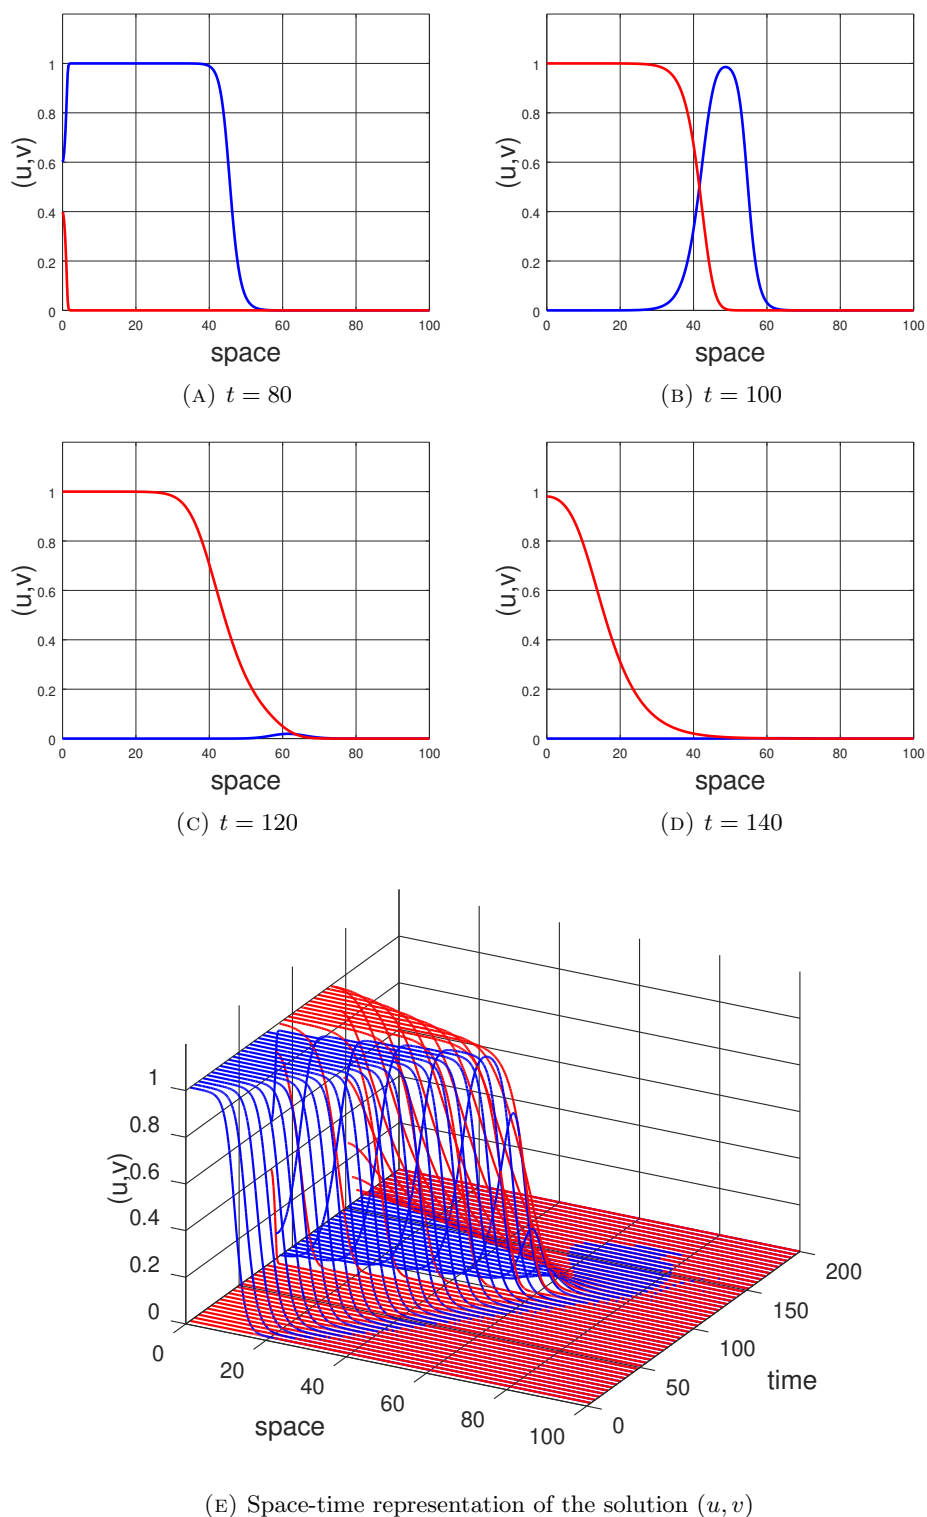 1
0.8
0.6
0.4
0.2
0
(u,v)
0 20 40 60 80 100
space
(A) t = 80
1
0.8
0.6
0.4
0.2
0
(u,v)
0 20 40 60 80 100
space
(B) t = 100
1
0.8
0.6
0.4
0.2
0
(u,v)
0 20 40 60 80 100
space
(C) t = 120
1
0.8
0.6
0.4
0.2
0
(u,v)
0 20 40 60 80 100
space
(D) t = 140
1
0.8
0.6
0.4
0.2
0
(u,v)
0
20
40
60
80
100
space
0
50
100
150
200
time
(E) Space-time representation of the solution (u, v)